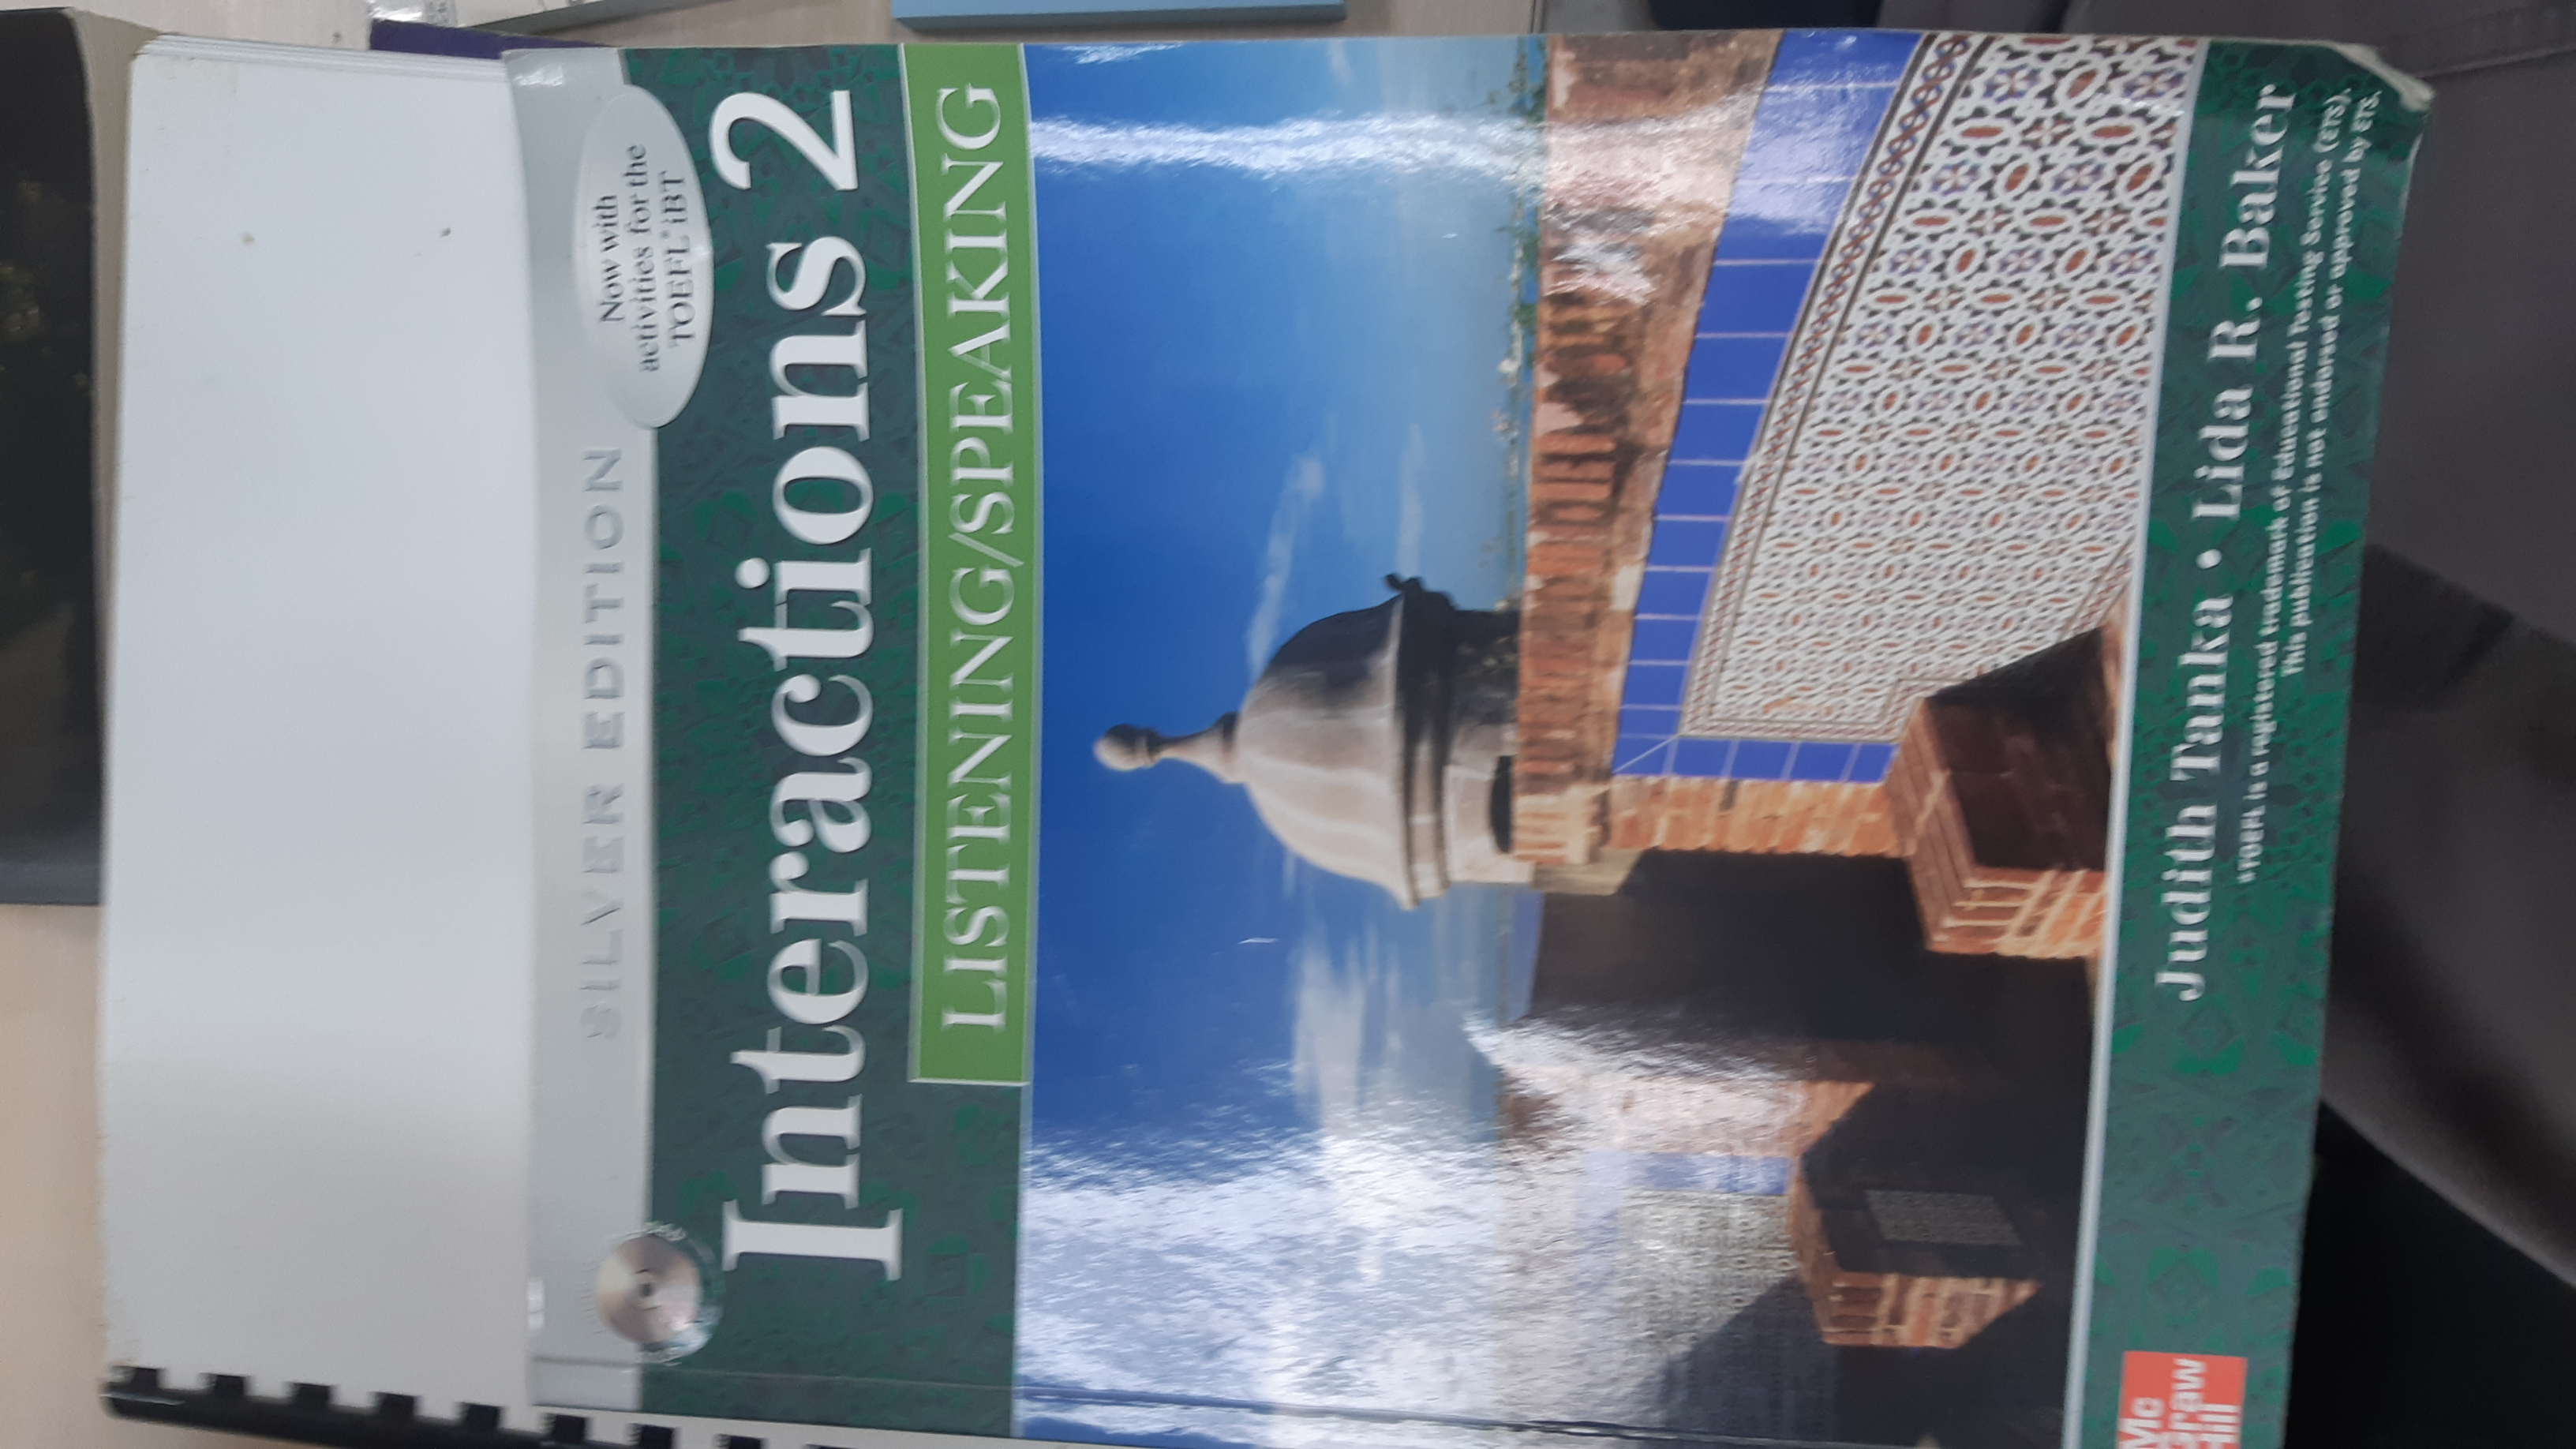 SILVER EDITION
Now with
activities for the
TOEFL® iBT
Interactions 2
LISTENING/SPEAKING
Mc
Graw
Hill
Judith Tanka • Lida R. Baker
*TOEFL is a registered trademark of Educational Testing Service (ETS).
This publication is not endorsed or approved by ETS.